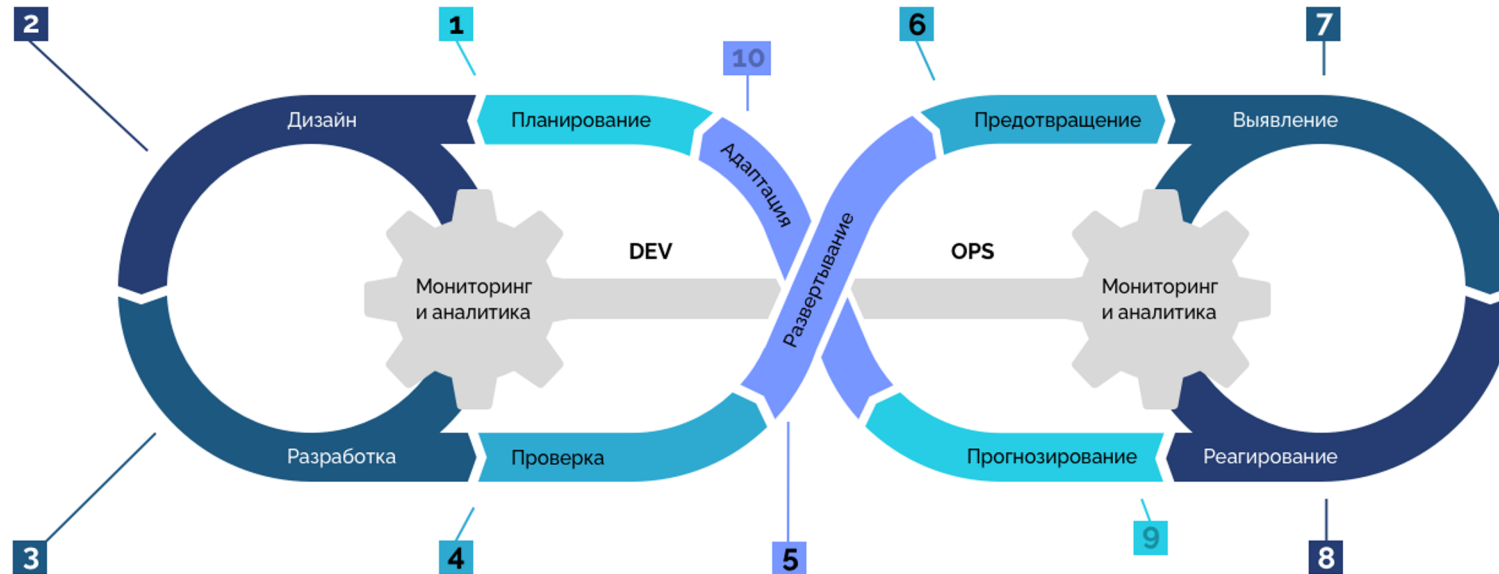 2
1
10
6
7
Дизайн
Планирование
Адаптация
Предотвращение
Выявление
DEV
OPS
Мониторинг
и аналитика
Развертывание
Мониторинг
и аналитика
Разработка
Проверка
Прогнозирование
Реагирование
3
4
5
9
8